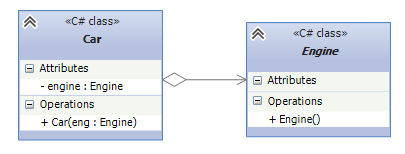 «C# class»
Car
Attributes
- engine : Engine
Operations
+ Car(eng : Engine)
«C# class»
Engine
Attributes
Operations
+ Engine()